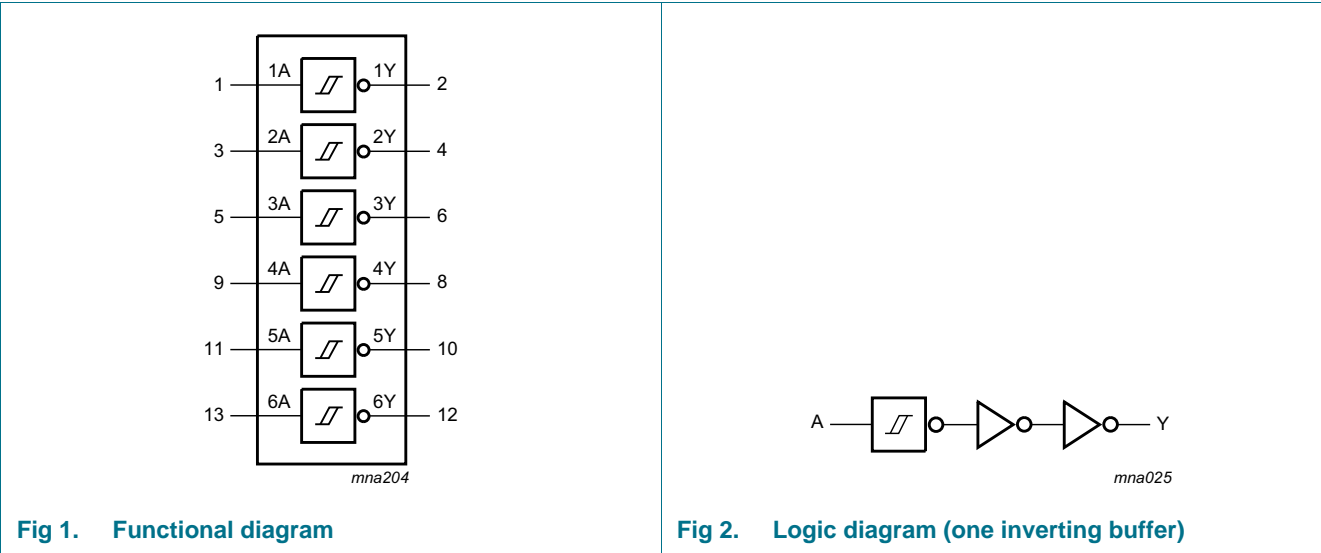 1 1A 1Y 2
3 2A 2Y 4
5 3A 3Y 6
9 4A 4Y 8
11 5A 5Y 10
13 6A 6Y 12
mna204
Fig 1. Functional diagram
A Y
mna025
Fig 2. Logic diagram (one inverting buffer)